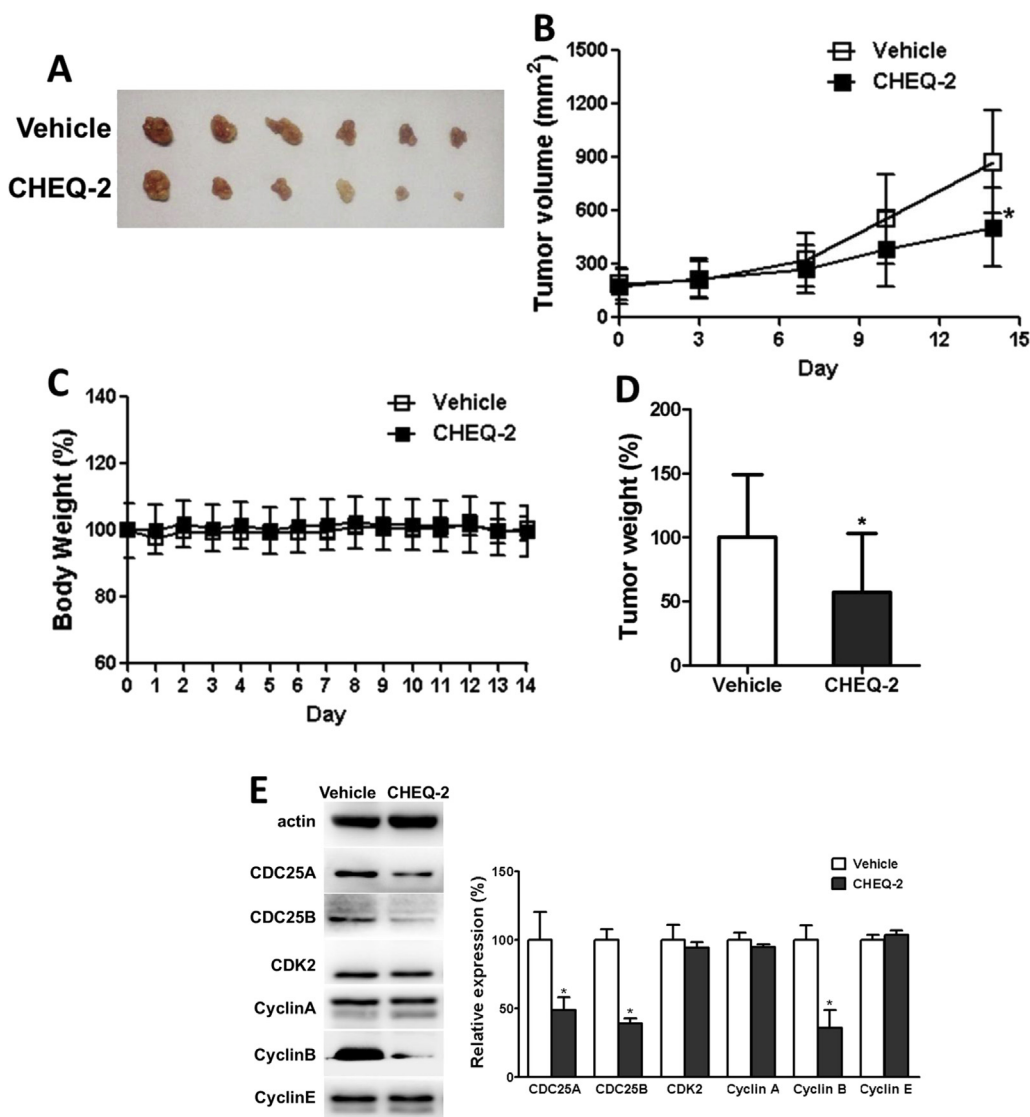 A
Vehicle
CHEQ-2
B
Vehicle
CHEQ-2
Tumor volume (mm²)
1500
1200
900
600
300
0
*
0 3 6 9 12 15
Day
C
Vehicle
CHEQ-2
Body Weight (%)
140
120
100
80
60
0 1 2 3 4 5 6 7 8 9 10 11 12 13 14
Day
D
Tumor weight (%)
200
150
100
50
0
*
Vehicle CHEQ-2
E
Vehicle CHEQ-2
actin
CDC25A
CDC25B
CDK2
CyclinA
CyclinB
CyclinE
Vehicle
CHEQ-2
Relative expression (%)
150
100
50
0
* * *
CDC25A CDC25B CDK2 Cyclin A Cyclin B Cyclin E